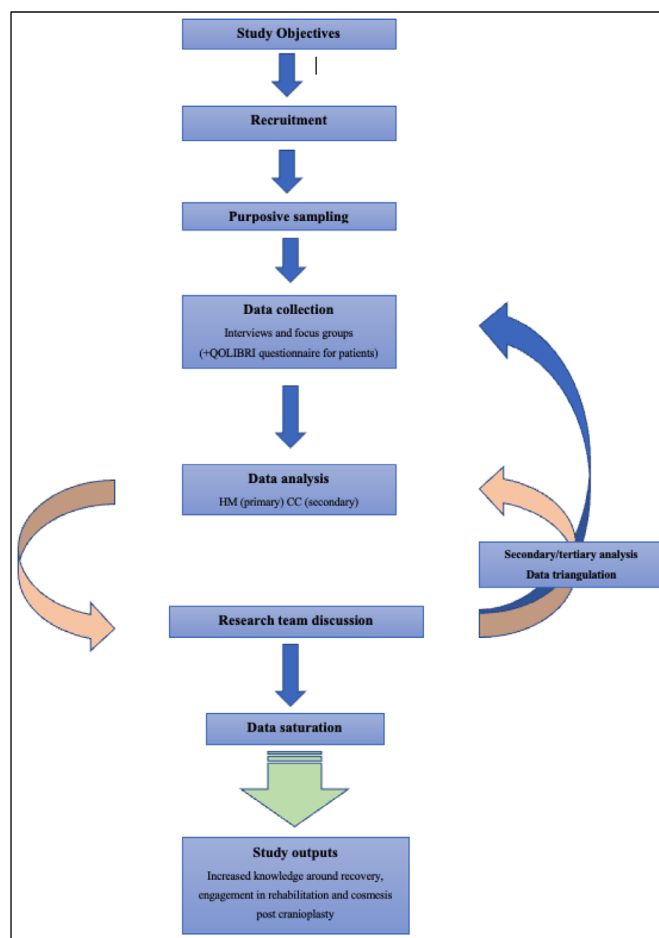 Study Objectives
Recruitment
Purposive sampling
Data collection
Interviews and focus groups
(+QOLIBRI questionnaire for patients)
Data analysis
HM (primary) CC (secondary)
Secondary/tertiary analysis
Data triangulation
Research team discussion
Data saturation
Study outputs
Increased knowledge around recovery,
engagement in rehabilitation and cosmesis
post cranioplasty